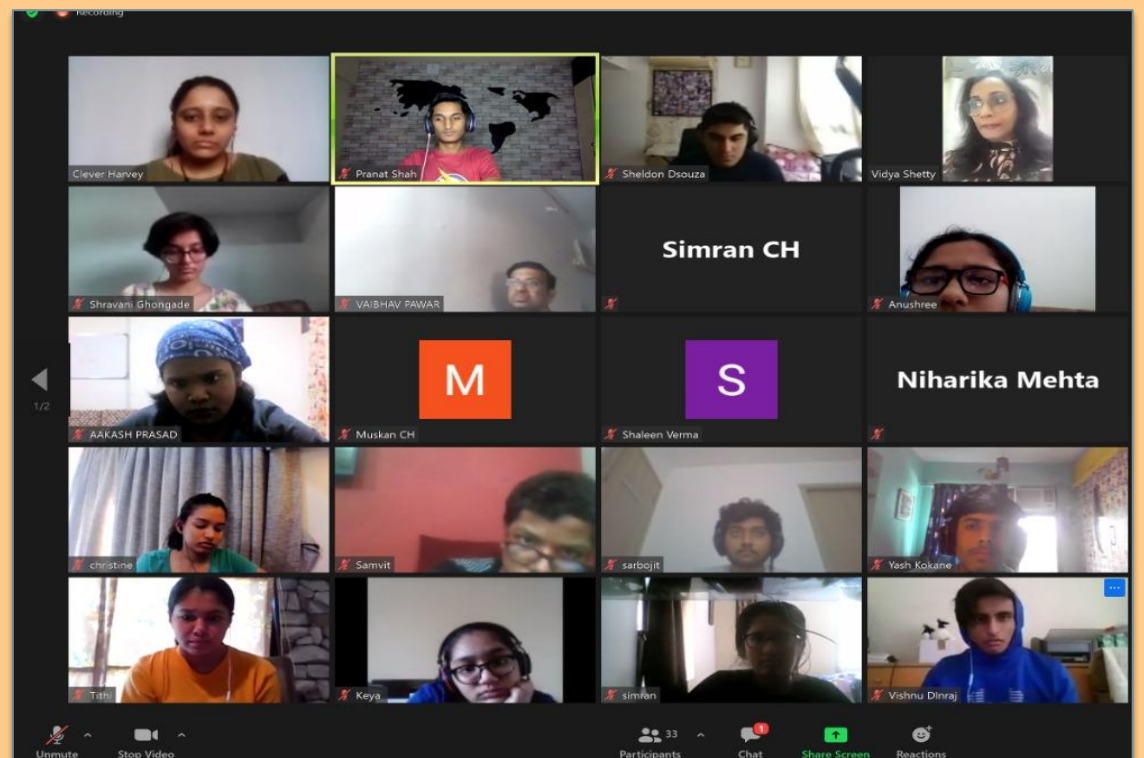 Recording
Clever Harvey
Pranat Shah
Sheldon Dsouza
Vidya Shetty
Shravani Ghongade
VAIBHAV PAWAR
Simran CH
Anushree
1/2
AAKASH PRASAD
M
Muskan CH
S
Shaleen Verma
Niharika Mehta
christine
Samvit
sarbojit
Yash Kokane
Tithi
Keya
simran
Vishnu DInraj
Unmute
Stop Video
33
Participants
1
Chat
Share Screen
Reactions